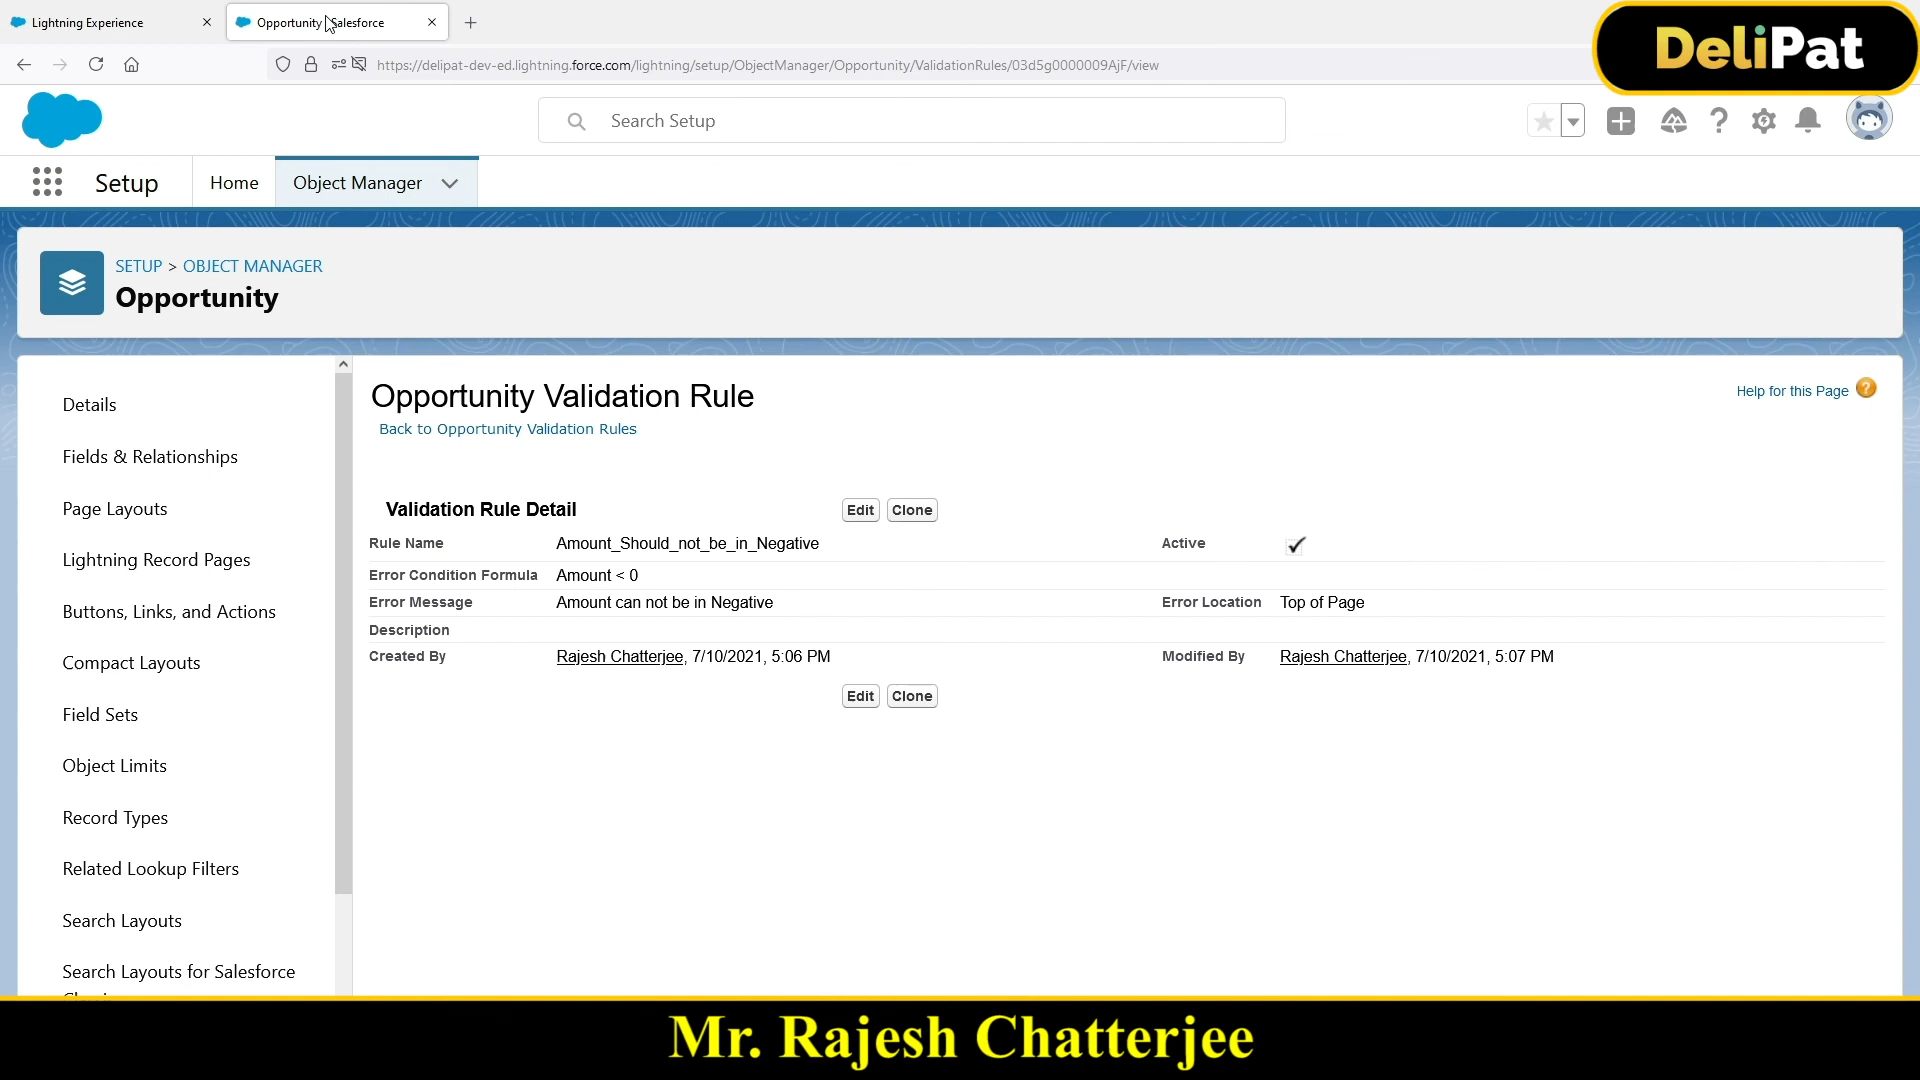 Lightning Experience
Opportunity Salesforce
DeliPat
https://delipat-dev-ed.lightning.force.com/lightning/setup/ObjectManager/Opportunity/ValidationRules/03d5g0000009AjF/view
Search Setup
Setup
Home
Object Manager
SETUP > OBJECT MANAGER
Opportunity
Details
Fields & Relationships
Page Layouts
Lightning Record Pages
Buttons, Links, and Actions
Compact Layouts
Field Sets
Object Limits
Record Types
Related Lookup Filters
Search Layouts
Search Layouts for Salesforce
Opportunity Validation Rule
Help for this Page
Back to Opportunity Validation Rules
Validation Rule Detail
Edit Clone
Rule Name Amount_Should_not_be_in_Negative Active
Error Condition Formula Amount < 0
Error Message Amount can not be in Negative Error Location Top of Page
Description
Created By Rajesh Chatterjee, 7/10/2021, 5:06 PM Modified By Rajesh Chatterjee, 7/10/2021, 5:07 PM
Edit Clone
Mr. Rajesh Chatterjee